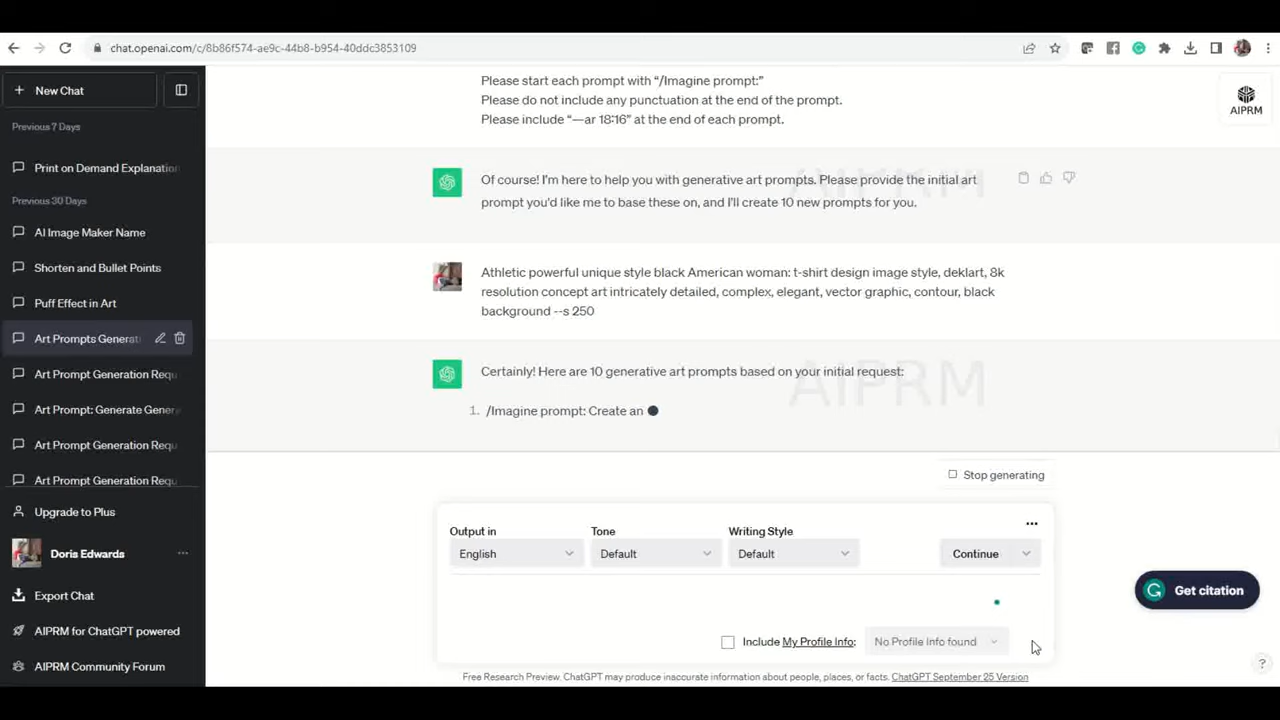 chat.openai.com/c/8b86f574-ae9c-44b8-b954-40ddc3853109
New Chat
Previous 7 Days
Print on Demand Explanation
Previous 30 Days
AI Image Maker Name
Shorten and Bullet Points
Puff Effect in Art
Art Prompts Generati
Art Prompt Generation Requ
Art Prompt: Generate Gener
Art Prompt Generation Requ
Art Prompt Generation Requ
Upgrade to Plus
Doris Edwards
Export Chat
AIPRM for ChatGPT powered
AIPRM Community Forum
Please start each prompt with “/Imagine prompt:”
Please do not include any punctuation at the end of the prompt.
Please include “—ar 18:16” at the end of each prompt.
AIPRM
AIPRM
Of course! I'm here to help you with generative art prompts. Please provide the initial art
prompt you'd like me to base these on, and I'll create 10 new prompts for you.
Athletic powerful unique style black American woman: t-shirt design image style, deklart, 8k
resolution concept art intricately detailed, complex, elegant, vector graphic, contour, black
background --s 250
AIPRM
Certainly! Here are 10 generative art prompts based on your initial request:
1. /Imagine prompt: Create an
Stop generating
Output in
Tone
Writing Style
English
Default
Default
Continue
Get citation
Include My Profile Info:
No Profile Info found
Free Research Preview. ChatGPT may produce inaccurate information about people, places, or facts. ChatGPT September 25 Version
?